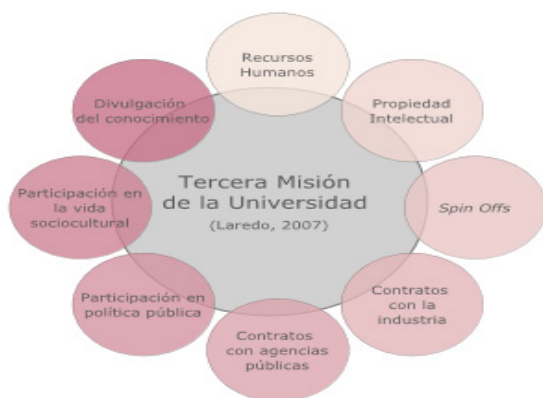 Recursos
Humanos
Propiedad
Intelectual
Spin Offs
Contratos
con la
industria
Contratos
con agencias
públicas
Participación en
política pública
Participación en
la vida
sociocultural
Divulgación
del conocimiento
Tercera Misión
de la Universidad
(Laredo, 2007)